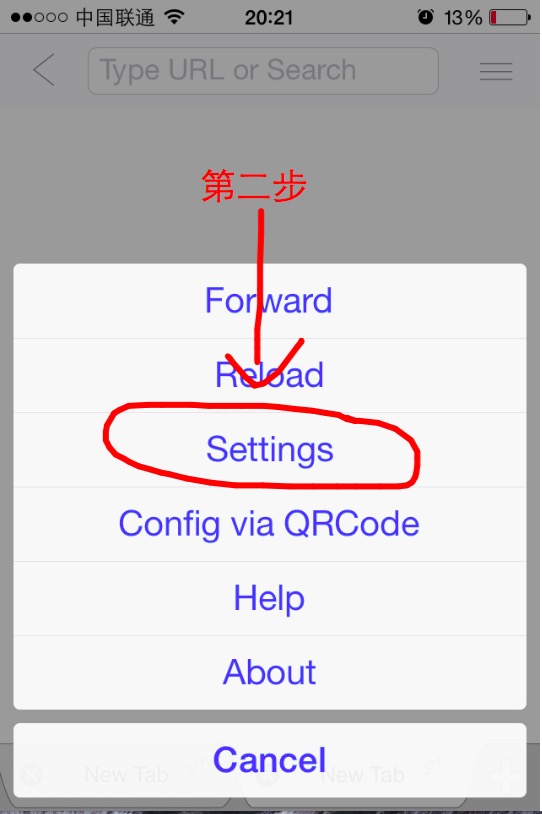 中国联通 20:21 13%
Type URL or Search
第二步
Forward
Reload
Settings
Config via QRCode
Help
About
Cancel
New Tab New Tab